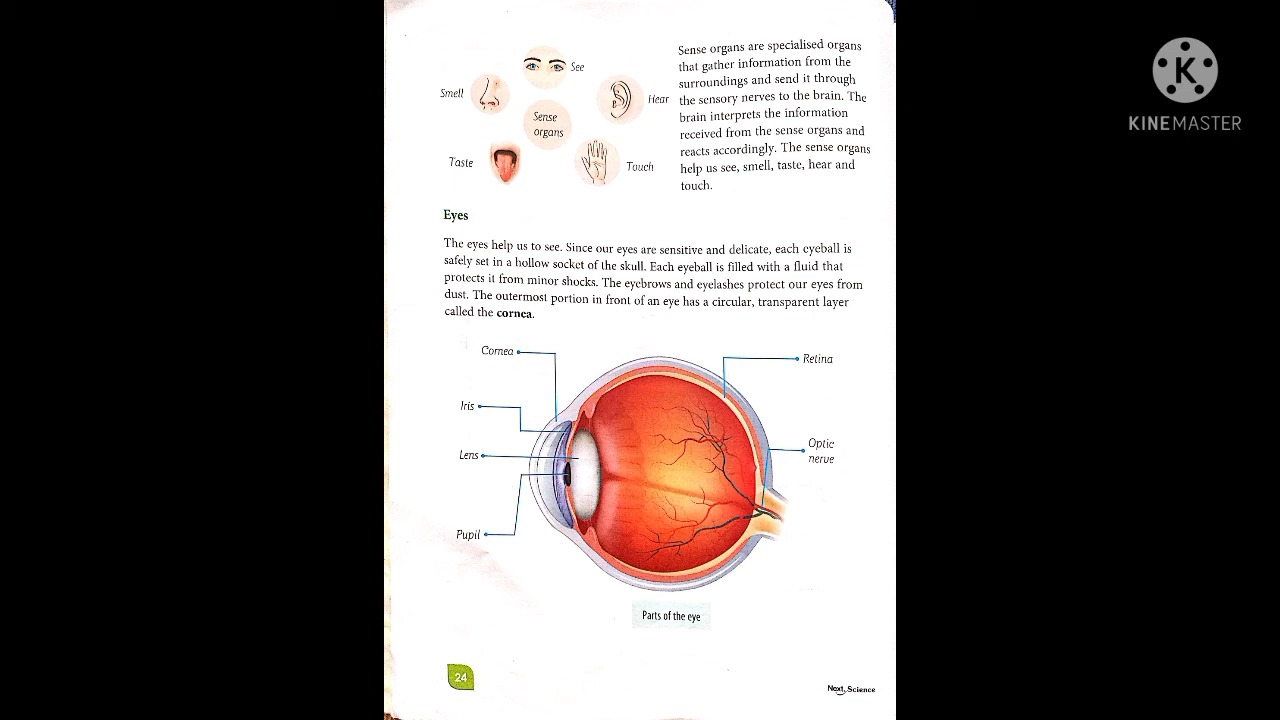 See
Smell
Hear
Sense
organs
Taste
Touch
Sense organs are specialised organs
that gather information from the
surroundings and send it through
the sensory nerves to the brain. The
brain interprets the information
received from the sense organs and
reacts accordingly. The sense organs
help us see, smell, taste, hear and
touch.
Eyes
The eyes help us to see. Since our eyes are sensitive and delicate, each eyeball is
safely set in a hollow socket of the skull. Each eyeball is filled with a fluid that
protects it from minor shocks. The eyebrows and eyelashes protect our eyes from
dust. The outermost portion in front of an eye has a circular, transparent layer
called the cornea.
Cornea
Retina
Iris
Optic
nerve
Lens
Pupil
Parts of the eye
24
Next Science
K
KINEMASTER